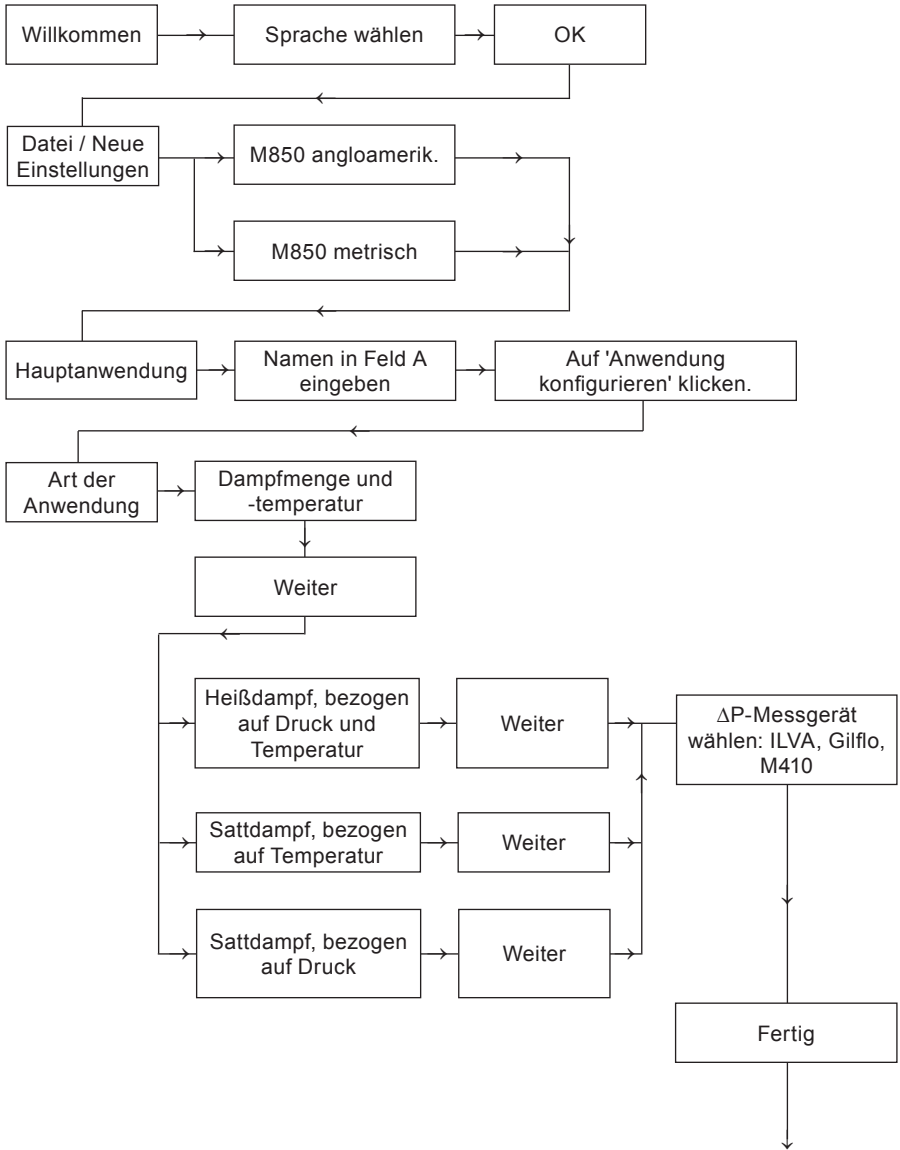 Willkommen
Sprache wählen
OK
Datei / Neue
Einstellungen
M850 angloamerik.
M850 metrisch
Hauptanwendung
Namen in Feld A
eingeben
Auf 'Anwendung
konfigurieren' klicken.
Art der
Anwendung
Dampfmenge und
-temperatur
Weiter
Heißdampf, bezogen
auf Druck und
Temperatur
Weiter
ΔP-Messgerät
wählen: ILVA, Gilflo,
M410
Sattdampf, bezogen
auf Temperatur
Weiter
Sattdampf, bezogen
auf Druck
Weiter
Fertig